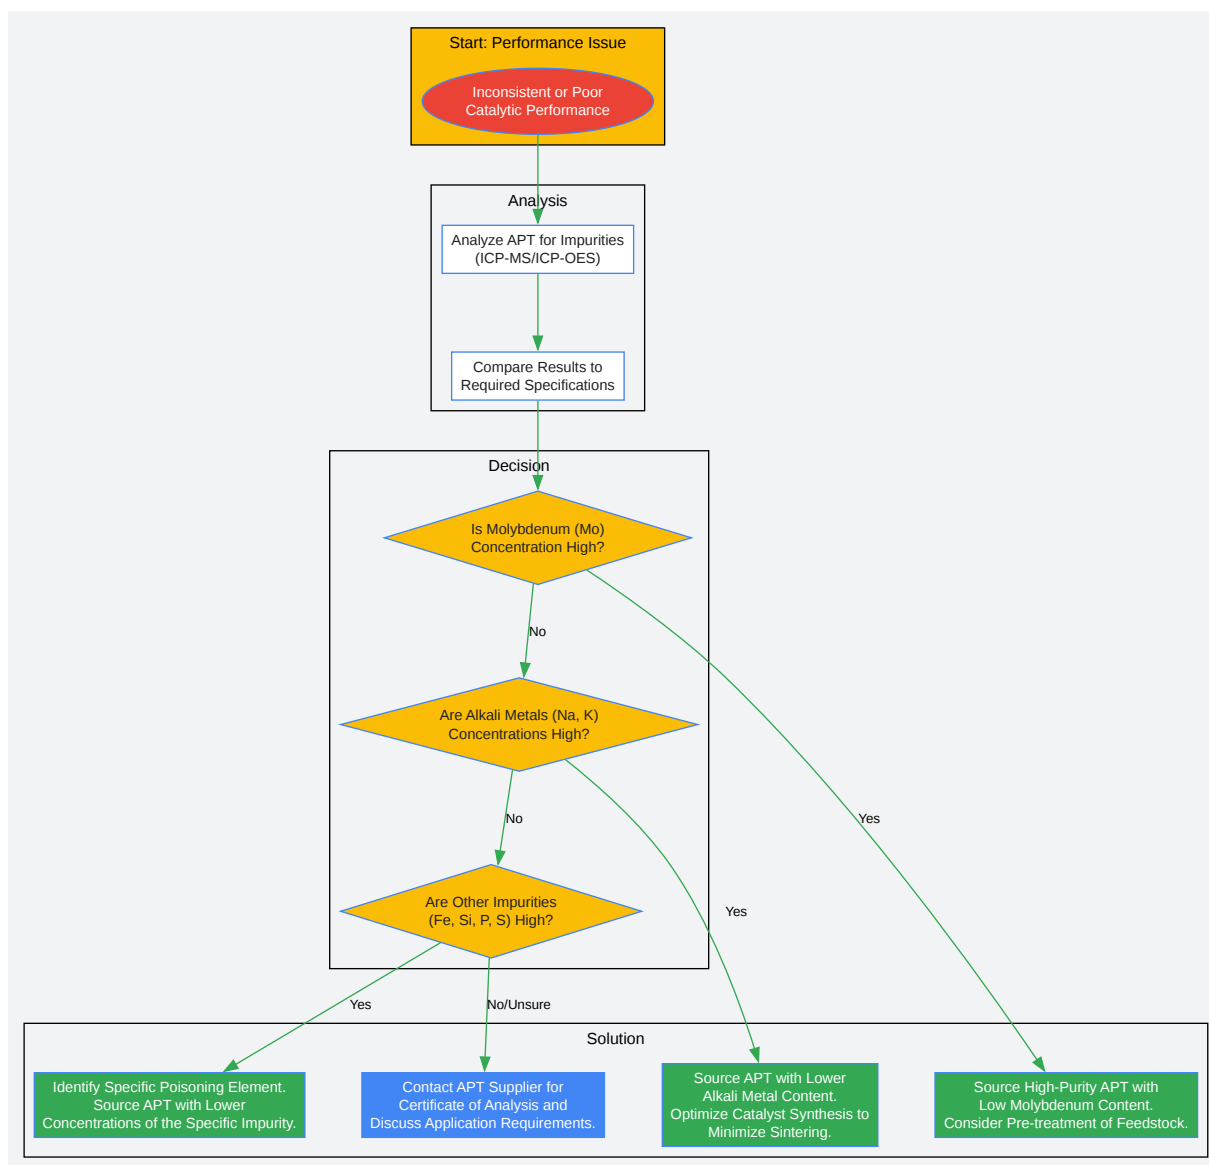 Start: Performance Issue
Inconsistent or Poor
Catalytic Performance
Analysis
Analyze APT for Impurities
(ICP-MS/ICP-OES)
Compare Results to
Required Specifications
Decision
Is Molybdenum (Mo)
Concentration High?
No
Are Alkali Metals (Na, K)
Concentrations High?
No
Yes
Are Other Impurities
(Fe, Si, P, S) High?
Yes
Yes
No/Unsure
Solution
Identify Specific Poisoning Element.
Source APT with Lower
Concentrations of the Specific Impurity.
Contact APT Supplier for
Certificate of Analysis and
Discuss Application Requirements.
Source APT with Lower
Alkali Metal Content.
Optimize Catalyst Synthesis to
Minimize Sintering.
Source High-Purity APT with
Low Molybdenum Content.
Consider Pre-treatment of Feedstock.